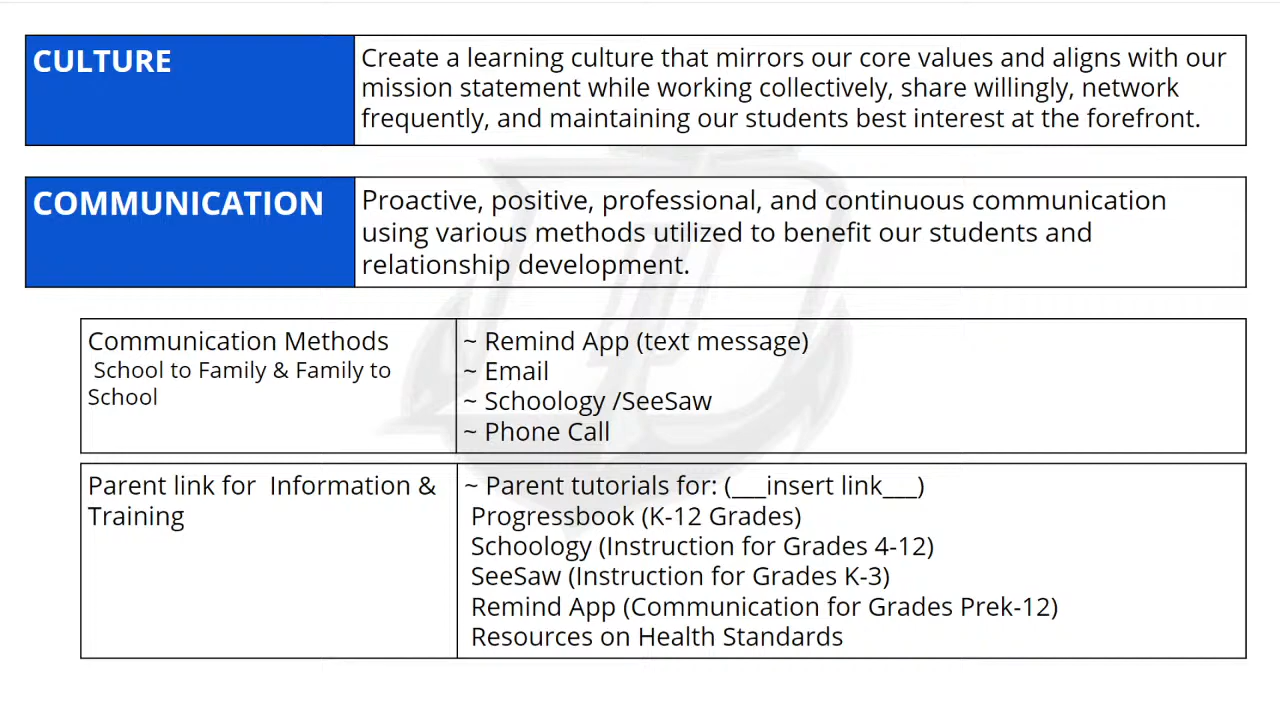 CULTURE
Create a learning culture that mirrors our core values and aligns with our
mission statement while working collectively, share willingly, network
frequently, and maintaining our students best interest at the forefront.
COMMUNICATION
Proactive, positive, professional, and continuous communication
using various methods utilized to benefit our students and
relationship development.
Communication Methods
School to Family & Family to
School
~ Remind App (text message)
~ Email
~ Schoology /SeeSaw
~ Phone Call
Parent link for  Information &
Training
~ Parent tutorials for: (___insert link___)
Progressbook (K-12 Grades)
Schoology (Instruction for Grades 4-12)
SeeSaw (Instruction for Grades K-3)
Remind App (Communication for Grades Prek-12)
Resources on Health Standards